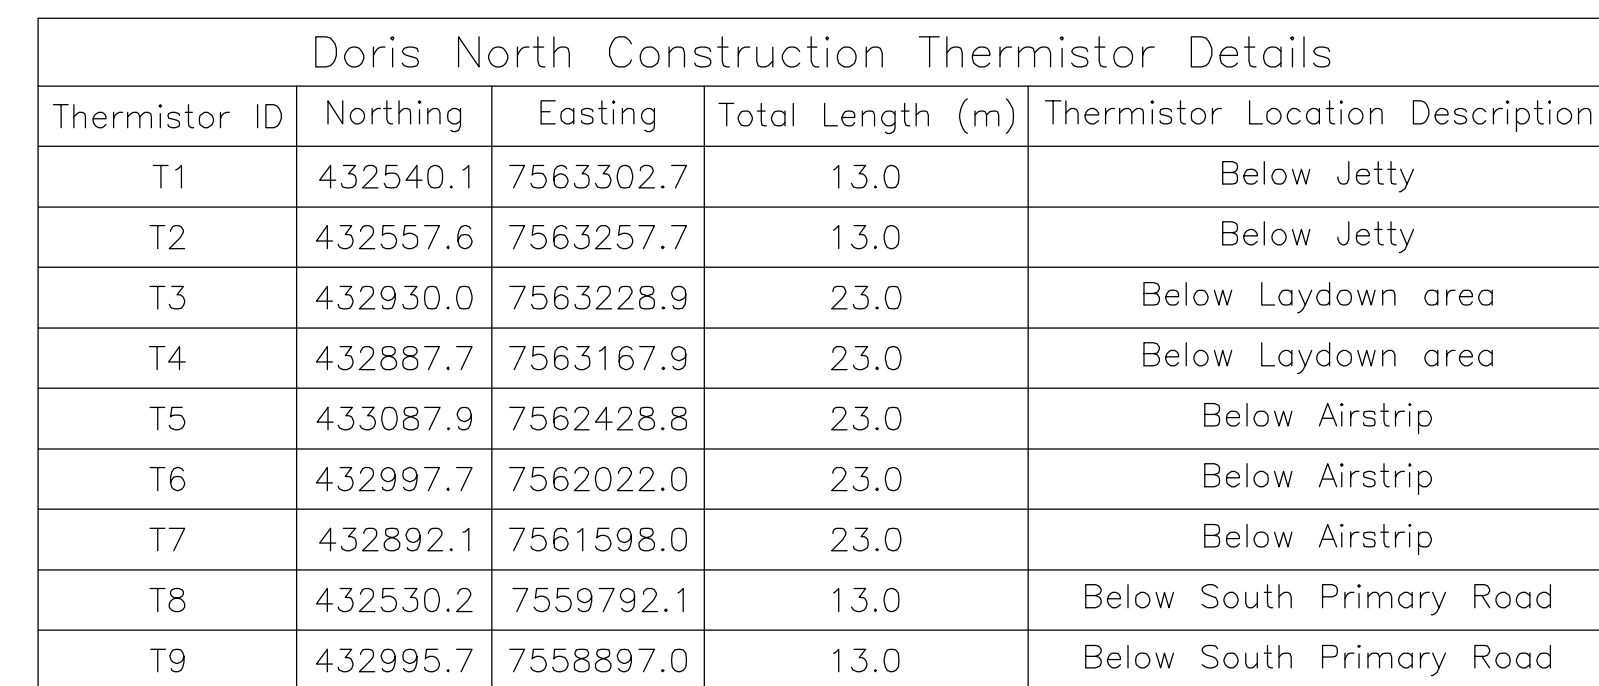 Doris North Construction Thermistor Details
Thermistor ID Northing Easting Total Length (m) Thermistor Location Description
T1 432540.1 7563302.7 13.0 Below Jetty
T2 432557.6 7563257.7 13.0 Below Jetty
T3 432930.0 7563228.9 23.0 Below Laydown area
T4 432887.7 7563167.9 23.0 Below Laydown area
T5 433087.9 7562428.8 23.0 Below Airstrip
T6 432997.7 7562022.0 23.0 Below Airstrip
T7 432892.1 7561598.0 23.0 Below Airstrip
T8 432530.2 7559792.1 13.0 Below South Primary Road
T9 432995.7 7558897.0 13.0 Below South Primary Road